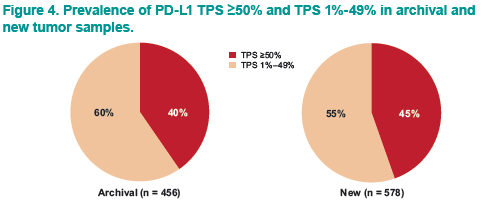 Figure 4. Prevalence of PD-L1 TPS ≥50% and TPS 1%-49% in archival and
new tumor samples.
TPS ≥50%
TPS 1%–49%
60%
40%
55%
45%
Archival (n = 456)
New (n = 578)